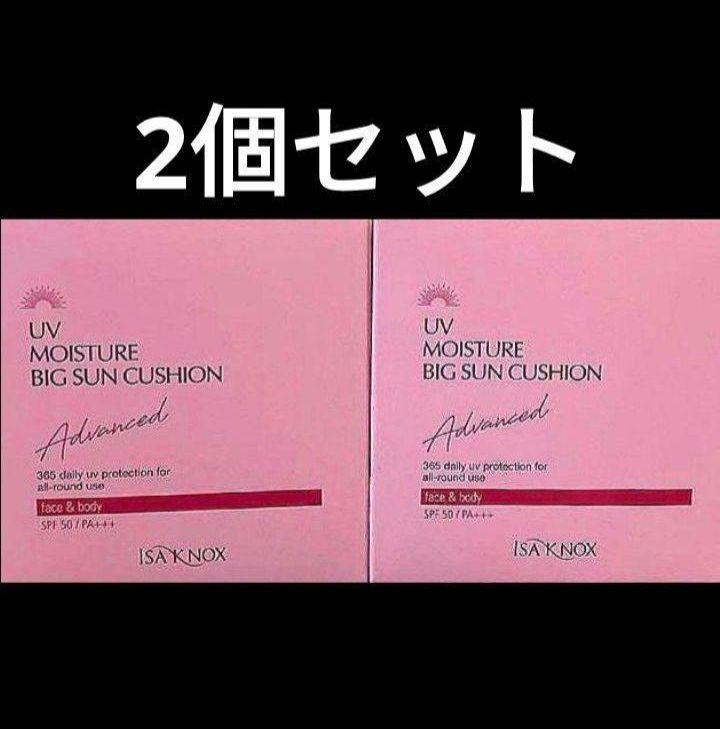 2個セット
UV
MOISTURE
BIG SUN CUSHION
Advanced
365 daily uv protection for
all-round use
face & body
SPF 50 / PA+++
ISA KNOX
UV
MOISTURE
BIG SUN CUSHION
Advanced
365 daily uv protection for
all-round use
face & body
SPF 50 / PA+++
ISA KNOX